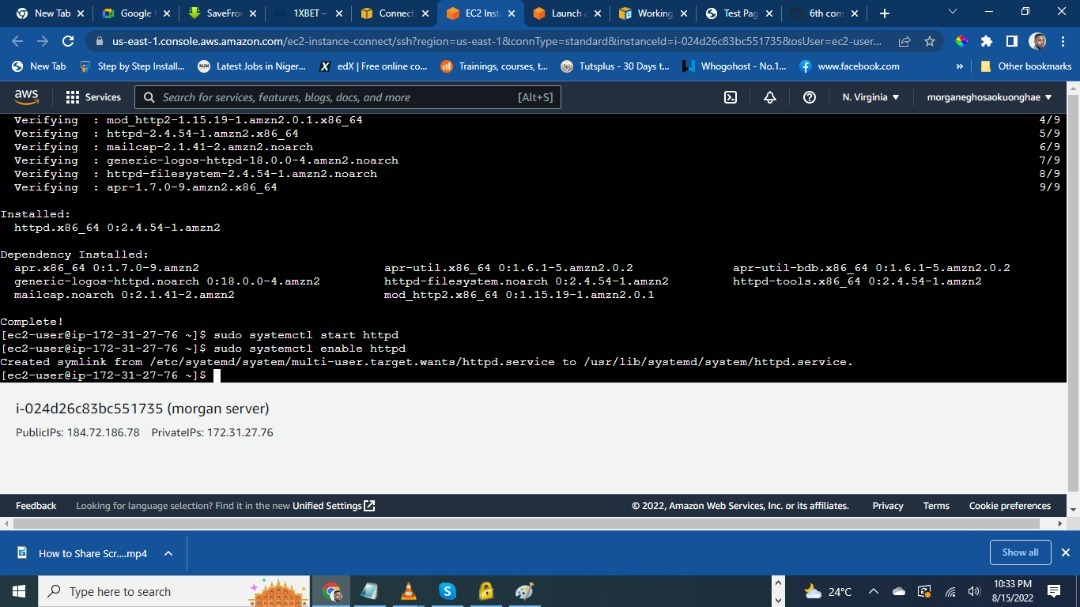 New Tab
Google
SaveFro
1XBET -
Connect
EC2 Inst
Launch
Working
Test Pag
6th com
us-east-1.console.aws.amazon.com/ec2-instance-connect/ssh?region=us-east-1&connType=standard&instanceId=i-024d26c83bc551735&osUser=ec2-user...
New Tab
Step by Step Install...
Latest Jobs in Niger...
edX | Free online co...
Trainings, courses, t...
Tutsplus - 30 Days t...
Whogohost - No.1...
www.facebook.com
»
Other bookmarks
aws
Services
Search for services, features, blogs, docs, and more
[Alt+S]
N. Virginia
morganeghosaokuonghae
Verifying : mod_http2-1.15.19-1.amzn2.0.1.x86_64 4/9
Verifying : httpd-2.4.54-1.amzn2.x86_64 5/9
Verifying : mailcap-2.1.41-2.amzn2.noarch 6/9
Verifying : generic-logos-httpd-18.0.0-4.amzn2.noarch 7/9
Verifying : httpd-filesystem-2.4.54-1.amzn2.noarch 8/9
Verifying : apr-1.7.0-9.amzn2.x86_64 9/9
Installed:
httpd.x86_64 0:2.4.54-1.amzn2
Dependency Installed:
apr.x86_64 0:1.7.0-9.amzn2 apr-util.x86_64 0:1.6.1-5.amzn2.0.2 apr-util-bdb.x86_64 0:1.6.1-5.amzn2.0.2
generic-logos-httpd.noarch 0:18.0.0-4.amzn2 httpd-filesystem.noarch 0:2.4.54-1.amzn2 httpd-tools.x86_64 0:2.4.54-1.amzn2
mailcap.noarch 0:2.1.41-2.amzn2 mod_http2.x86_64 0:1.15.19-1.amzn2.0.1
Complete!
[ec2-user@ip-172-31-27-76 ~]$ sudo systemctl start httpd
[ec2-user@ip-172-31-27-76 ~]$ sudo systemctl enable httpd
Created symlink from /etc/systemd/system/multi-user.target.wants/httpd.service to /usr/lib/systemd/system/httpd.service.
[ec2-user@ip-172-31-27-76 ~]$
i-024d26c83bc551735 (morgan server)
PublicIPs: 184.72.186.78 PrivateIPs: 172.31.27.76
Feedback
Looking for language selection? Find it in the new Unified Settings
© 2022, Amazon Web Services, Inc. or its affiliates.
Privacy
Terms
Cookie preferences
How to Share Scr....mp4
Show all
Type here to search
24°C
10:33 PM
8/15/2022